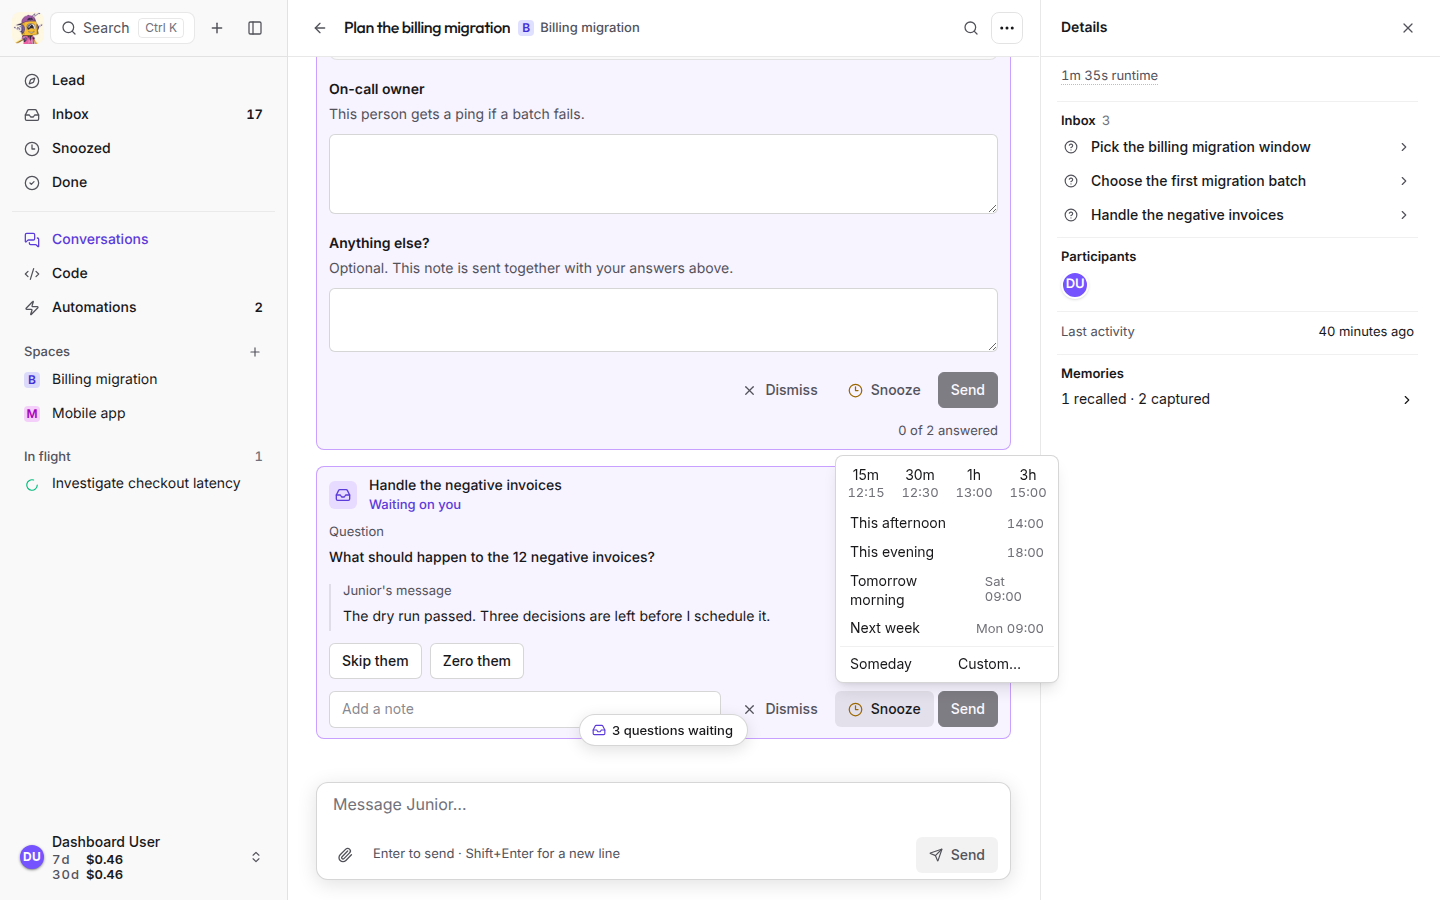 Search Ctrl K
Lead
Inbox 17
Snoozed
Done
Conversations
Code
Automations 2
Spaces
B Billing migration
M Mobile app
In flight 1
Investigate checkout latency
DU Dashboard User
7d $0.46
30d $0.46
Plan the billing migration B Billing migration
On-call owner
This person gets a ping if a batch fails.
Anything else?
Optional. This note is sent together with your answers above.
Dismiss Snooze Send
0 of 2 answered
Handle the negative invoices
Waiting on you
Question
What should happen to the 12 negative invoices?
Junior's message
The dry run passed. Three decisions are left before I schedule it.
Skip them Zero them
Add a note Dismiss Snooze Send
3 questions waiting
15m 30m 1h 3h
12:15 12:30 13:00 15:00
This afternoon 14:00
This evening 18:00
Tomorrow morning Sat 09:00
Next week Mon 09:00
Someday Custom...
Message Junior...
Enter to send · Shift+Enter for a new line Send
Details
1m 35s runtime
Inbox 3
Pick the billing migration window
Choose the first migration batch
Handle the negative invoices
Participants
DU
Last activity 40 minutes ago
Memories
1 recalled · 2 captured